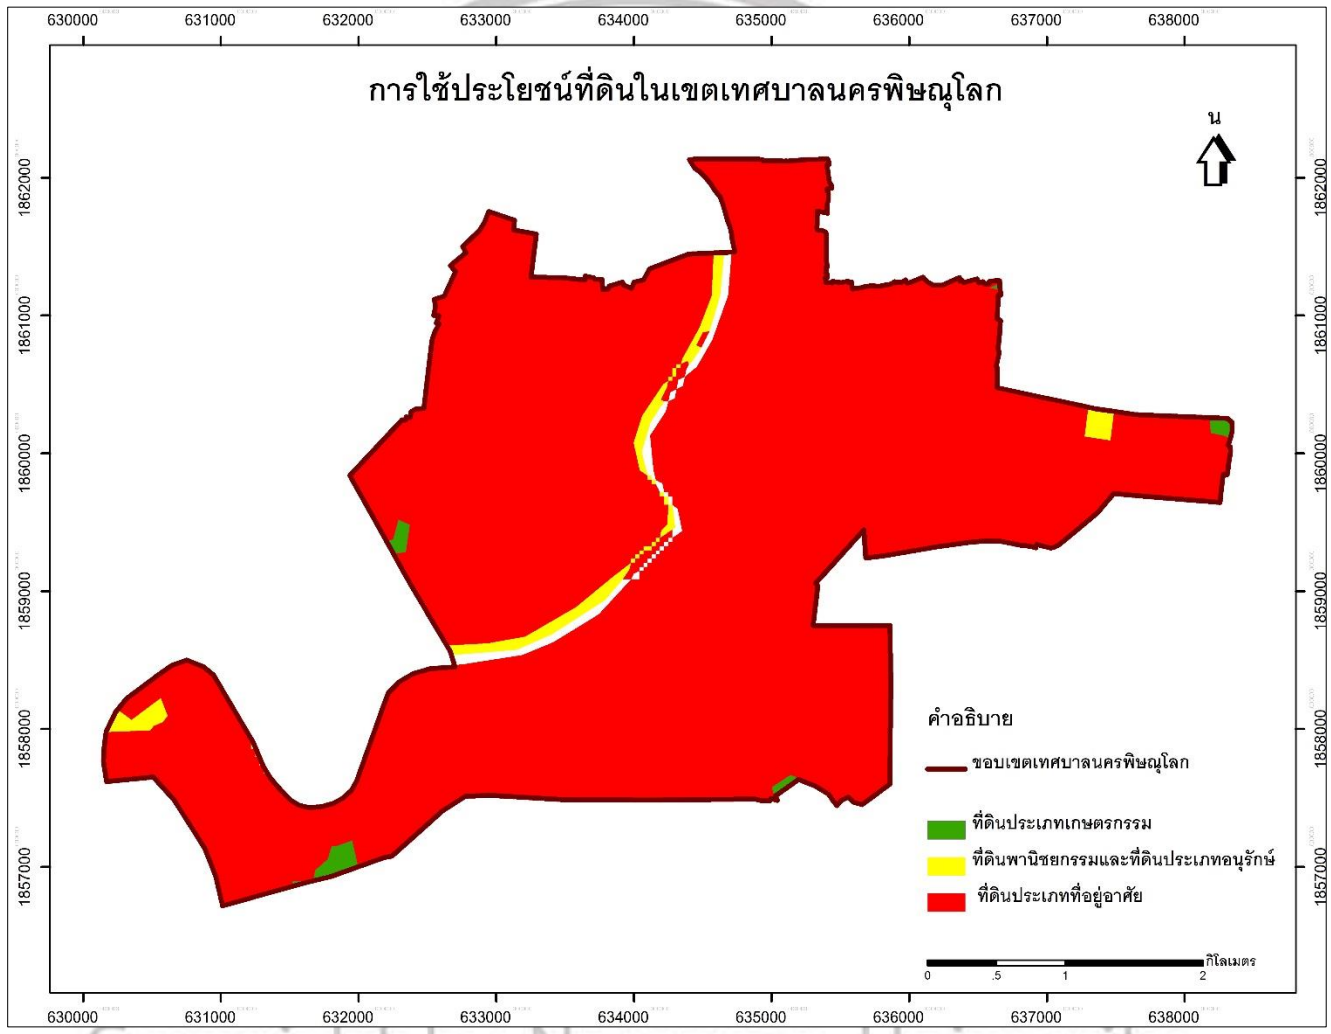 630000 631000 632000 633000 634000 635000 636000 637000 638000
การใช้ประโยชน์ที่ดินในเขตเทศบาลนครพิษณุโลก
น
1862000 1862000
1861000 1861000
1860000 1860000
1859000 1859000
1858000 1858000
1857000 1857000
คำอธิบาย
ขอบเขตเทศบาลนครพิษณุโลก
ที่ดินประเภทเกษตรกรรม
ที่ดินพานิชยกรรมและที่ดินประเภทอนุรักษ์
ที่ดินประเภทที่อยู่อาศัย
กิโลเมตร
0 .5 1 2
630000 631000 632000 633000 634000 635000 636000 637000 638000